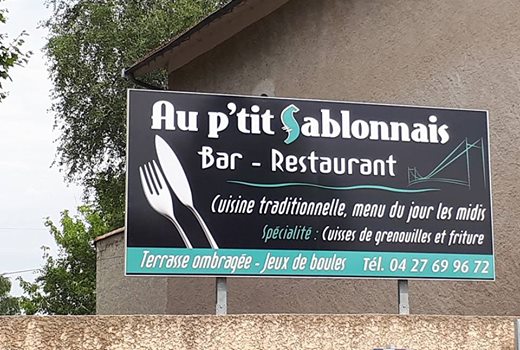 Au p'tit Sablonnais
Bar - Restaurant
Cuisine traditionnelle, menu du jour les midis
Spécialité : Cuisses de grenouilles et friture
Terrasse ombragée - Jeux de boules Tél. 04 27 69 96 72